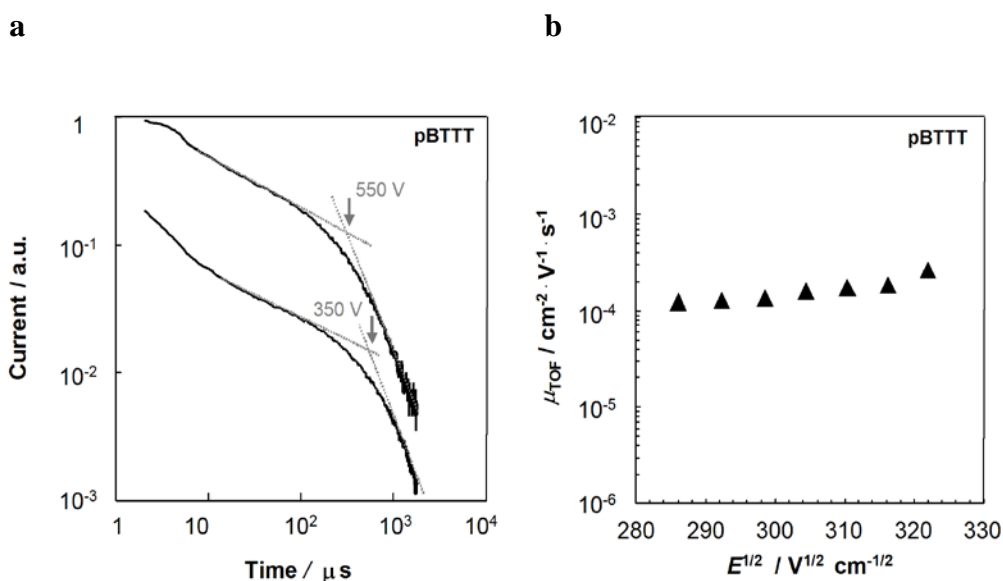 a
b
1
10⁻¹
10⁻²
10⁻³
Current / a.u.
pBTTT
550 V
350 V
1
10
10²
10³
10⁴
Time / μs
10⁻²
10⁻³
10⁻⁴
10⁻⁵
10⁻⁶
μTOF / cm⁻² · V⁻¹ · s⁻¹
pBTTT
280
290
300
310
320
330
E¹/² / V¹/² cm⁻¹/²